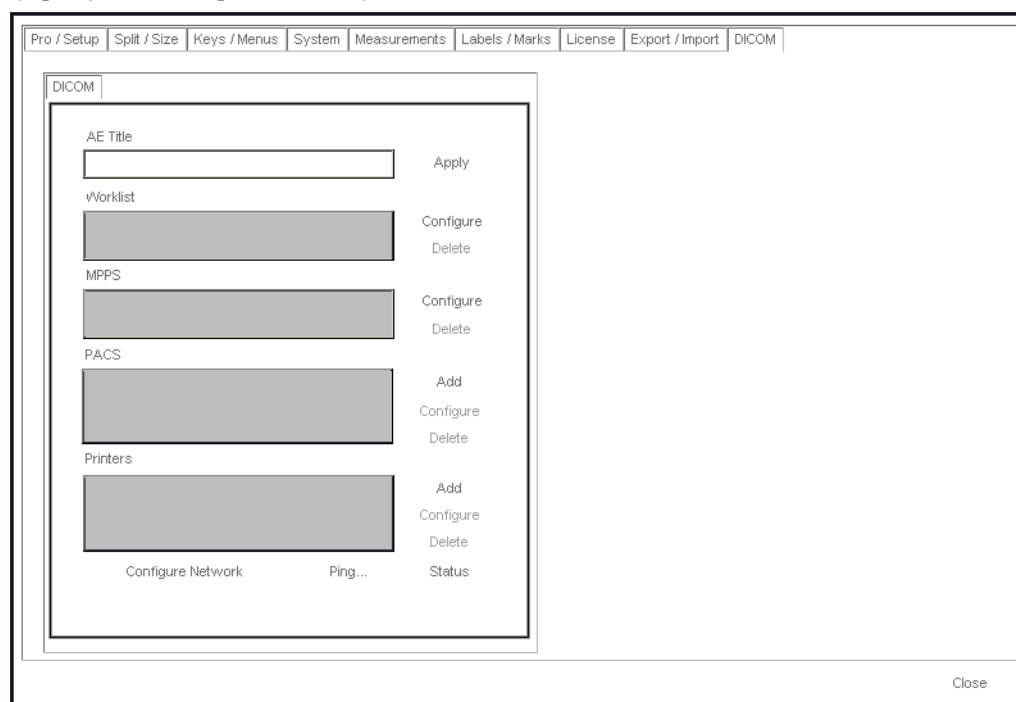 Pro / Setup Split / Size Keys / Menus System Measurements Labels / Marks License Export / Import DICOM
DICOM
AE Title
Apply
Worklist
Configure
Delete
MPPS
Configure
Delete
PACS
Add
Configure
Delete
Printers
Add
Configure
Delete
Configure Network Ping... Status
Close